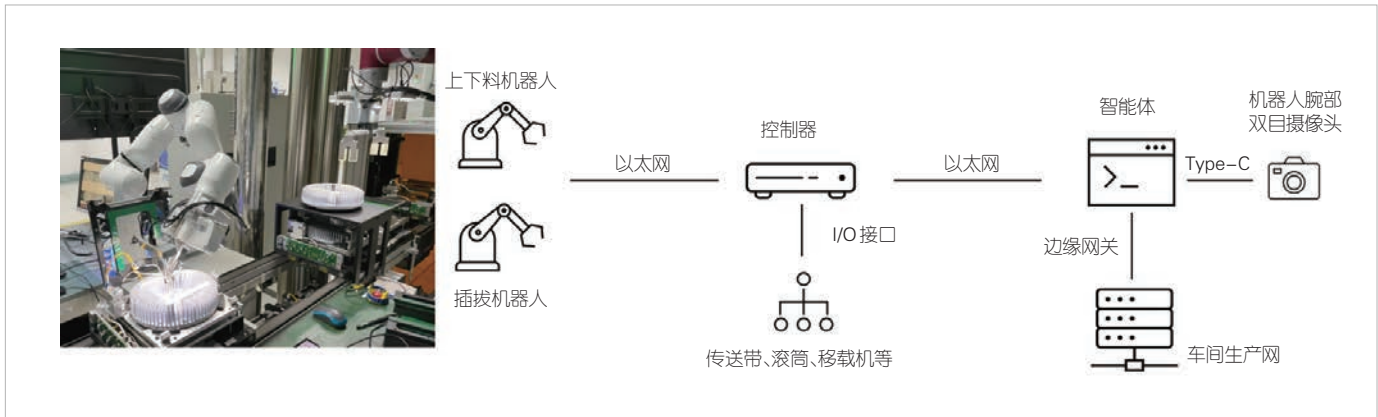 上下料机器人
插拔机器人
以太网
控制器
I/O 接口
传送带、滚筒、移载机等
以太网
智能体
Type-C
机器人腕部
双目摄像头
边缘网关
车间生产网